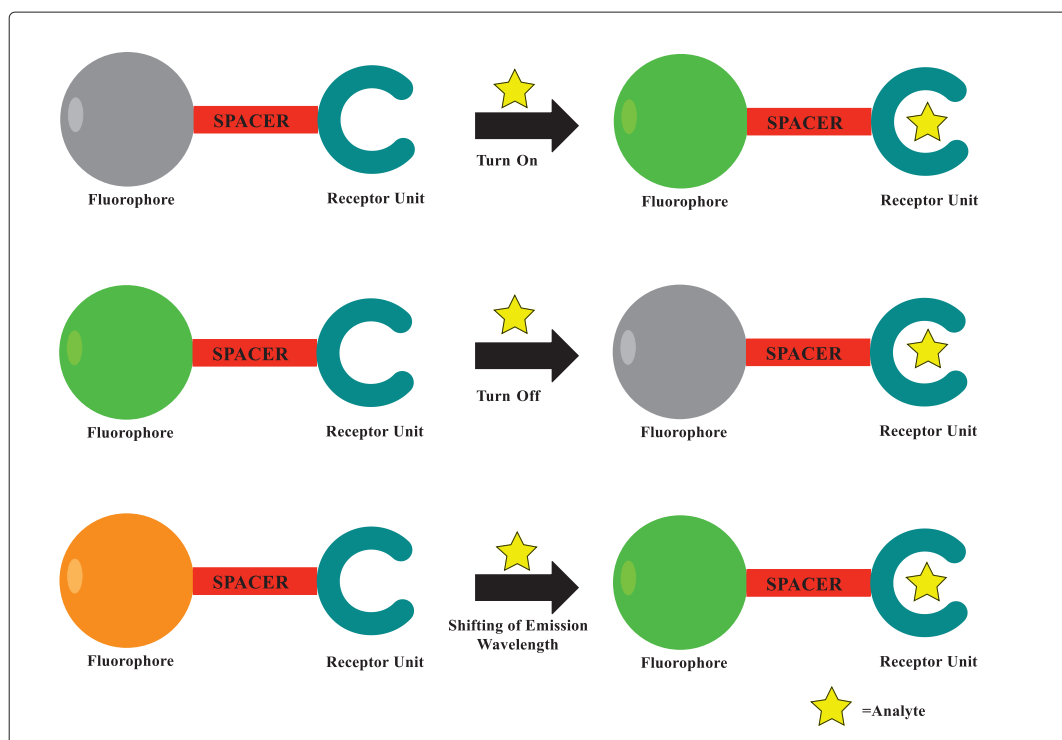 SPACER
SPACER
Turn On
Fluorophore
Receptor Unit
Fluorophore
Receptor Unit
SPACER
SPACER
Turn Off
Fluorophore
Receptor Unit
Fluorophore
Receptor Unit
SPACER
SPACER
Shifting of Emission
Wavelength
Fluorophore
Receptor Unit
Fluorophore
Receptor Unit
=Analyte